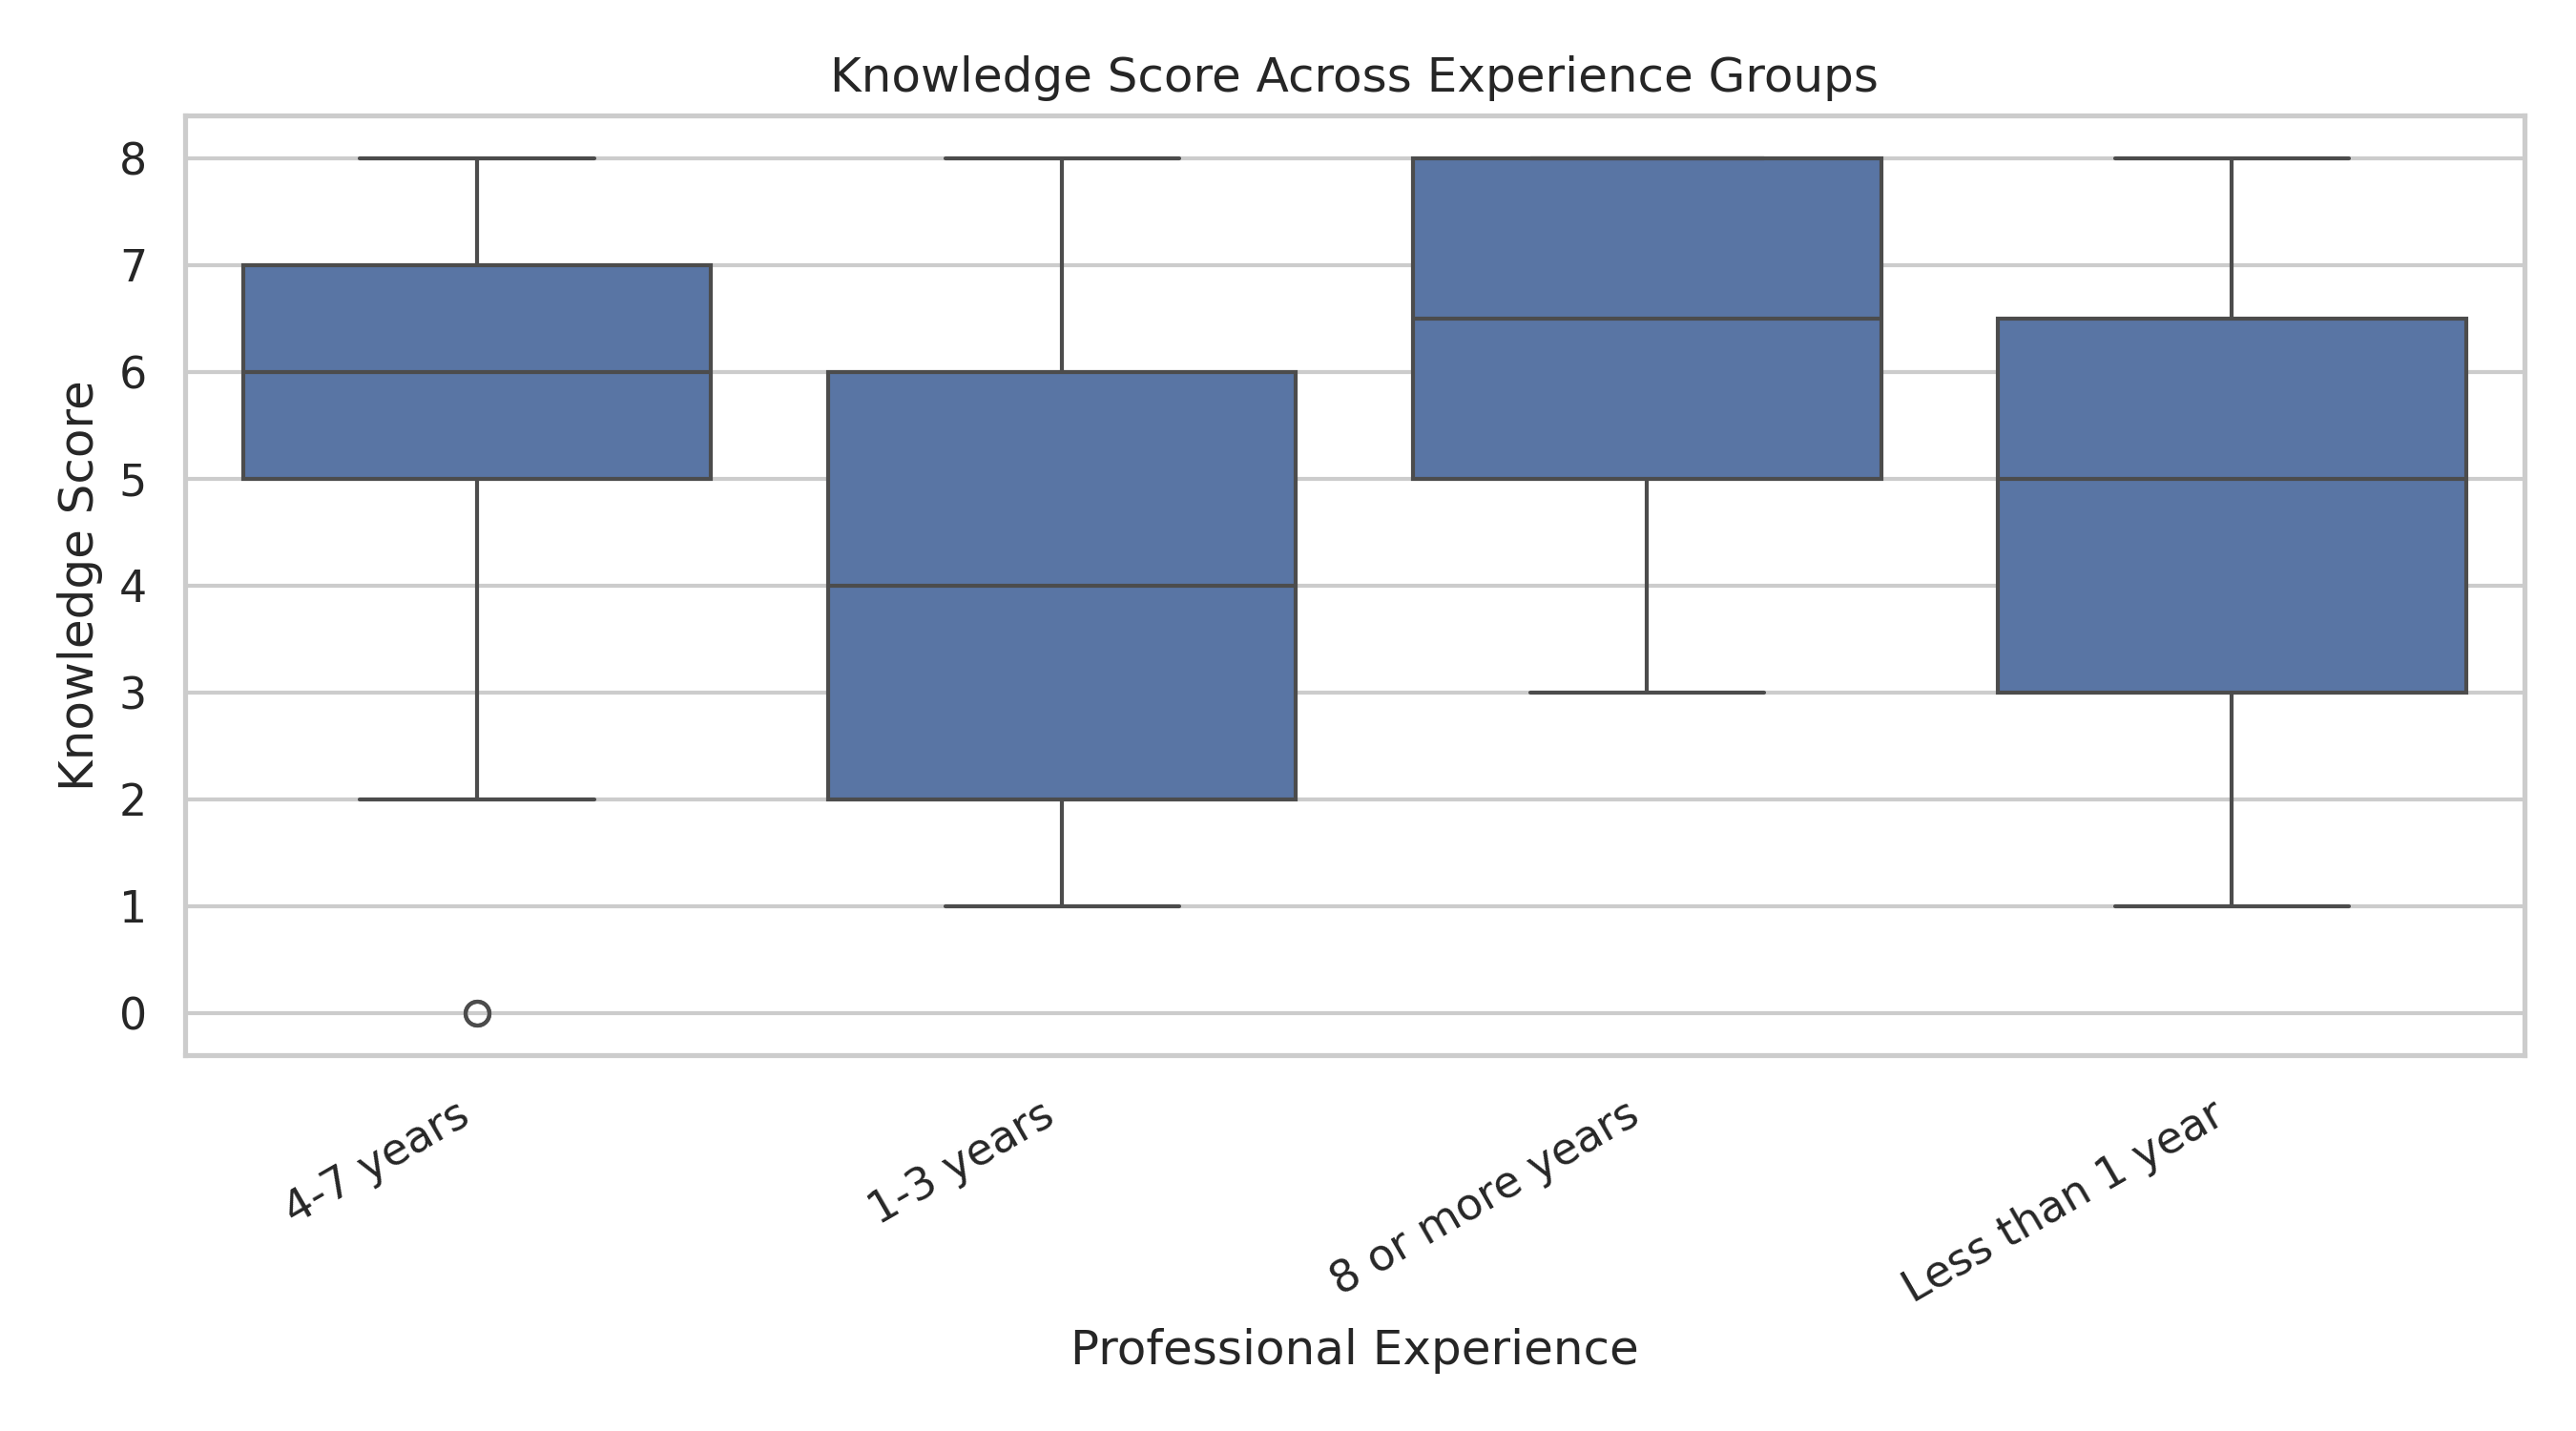 Knowledge Score Across Experience Groups
Knowledge Score
8
7
6
5
4
3
2
1
0
4-7 years
1-3 years
8 or more years
Less than 1 year
Professional Experience